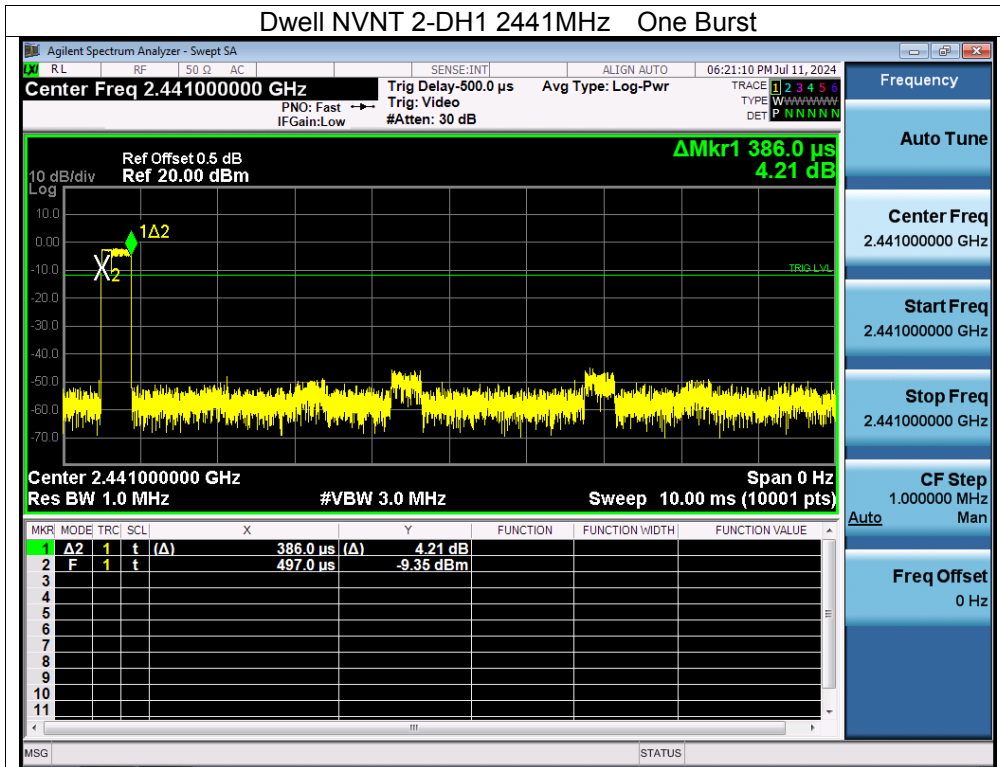 Dwell NVNT 2-DH1 2441MHz One Burst
Agilent Spectrum Analyzer - Swept SA
LXI RL RF 50 Ω AC SENSE:INT ALIGN AUTO 06:21:10 PM Jul 11, 2024
Center Freq 2.441000000 GHz Trig Delay-500.0 µs Avg Type: Log-Pwr TRACE 1 2 3 4 5 6
PNO: Fast Trig: Video TYPE WWWWWW
IFGain:Low #Atten: 30 dB DET P N N N N N
ΔMkr1 386.0 µs
4.21 dB
Ref Offset 0.5 dB
10 dB/div Ref 20.00 dBm
Log
10.0
0.00
-10.0
-20.0
-30.0
-40.0
-50.0
-60.0
-70.0
1Δ2
X2
TRIG LVL
Center 2.441000000 GHz Span 0 Hz
Res BW 1.0 MHz #VBW 3.0 MHz Sweep 10.00 ms (10001 pts)
MKR MODE TRC SCL X Y FUNCTION FUNCTION WIDTH FUNCTION VALUE
1 Δ2 1 t (Δ) 386.0 µs (Δ) 4.21 dB
2 F 1 t 497.0 µs -9.35 dBm
3
4
5
6
7
8
9
10
11
MSG STATUS
Frequency
Auto Tune
Center Freq
2.441000000 GHz
Start Freq
2.441000000 GHz
Stop Freq
2.441000000 GHz
CF Step
1.000000 MHz
Auto Man
Freq Offset
0 Hz